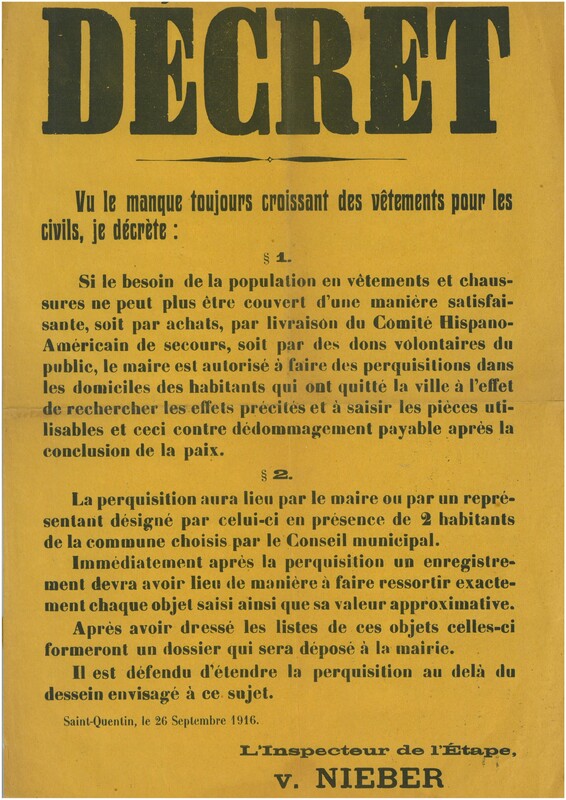 DÉCRET
Vu le manque toujours croissant des vêtements pour les
civils, je décrète :
§ 1.
Si le besoin de la population en vêtements et chaus-
sures ne peut plus être couvert d'une manière satisfai-
sante, soit par achats, par livraison du Comité Hispano-
Américain de secours, soit par des dons volontaires du
public, le maire est autorisé à faire des perquisitions dans
les domiciles des habitants qui ont quitté la ville à l'effet
de rechercher les effets précités et à saisir les pièces uti-
lisables et ceci contre dédommagement payable après la
conclusion de la paix.
§ 2.
La perquisition aura lieu par le maire ou par un repré-
sentant désigné par celui-ci en présence de 2 habitants
de la commune choisis par le Conseil municipal.
Immédiatement après la perquisition un enregistre-
ment devra avoir lieu de manière à faire ressortir exacte-
ment chaque objet saisi ainsi que sa valeur approximative.
Après avoir dressé les listes de ces objets celles-ci
formeront un dossier qui sera déposé à la mairie.
Il est défendu d'étendre la perquisition au delà du
dessein envisagé à ce sujet.
Saint-Quentin, le 26 Septembre 1916.
L'Inspecteur de l'Étape,
v. NIEBER